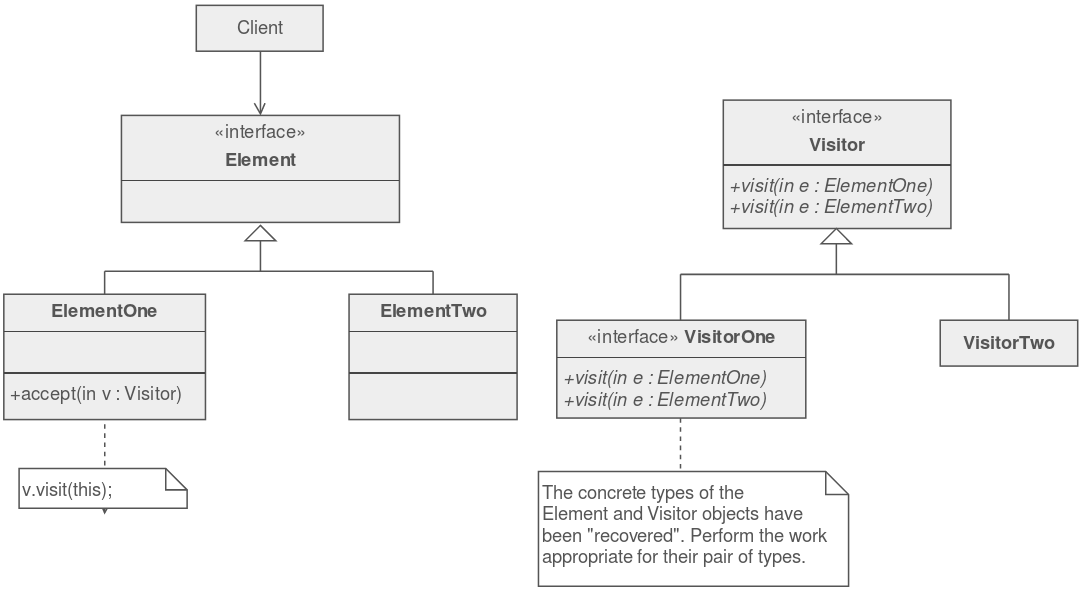 Client
«interface»
Element
«interface»
Visitor
+visit(in e : ElementOne)
+visit(in e : ElementTwo)
ElementOne
+accept(in v : Visitor)
ElementTwo
«interface» VisitorOne
+visit(in e : ElementOne)
+visit(in e : ElementTwo)
VisitorTwo
v.visit(this);
The concrete types of the
Element and Visitor objects have
been "recovered". Perform the work
appropriate for their pair of types.